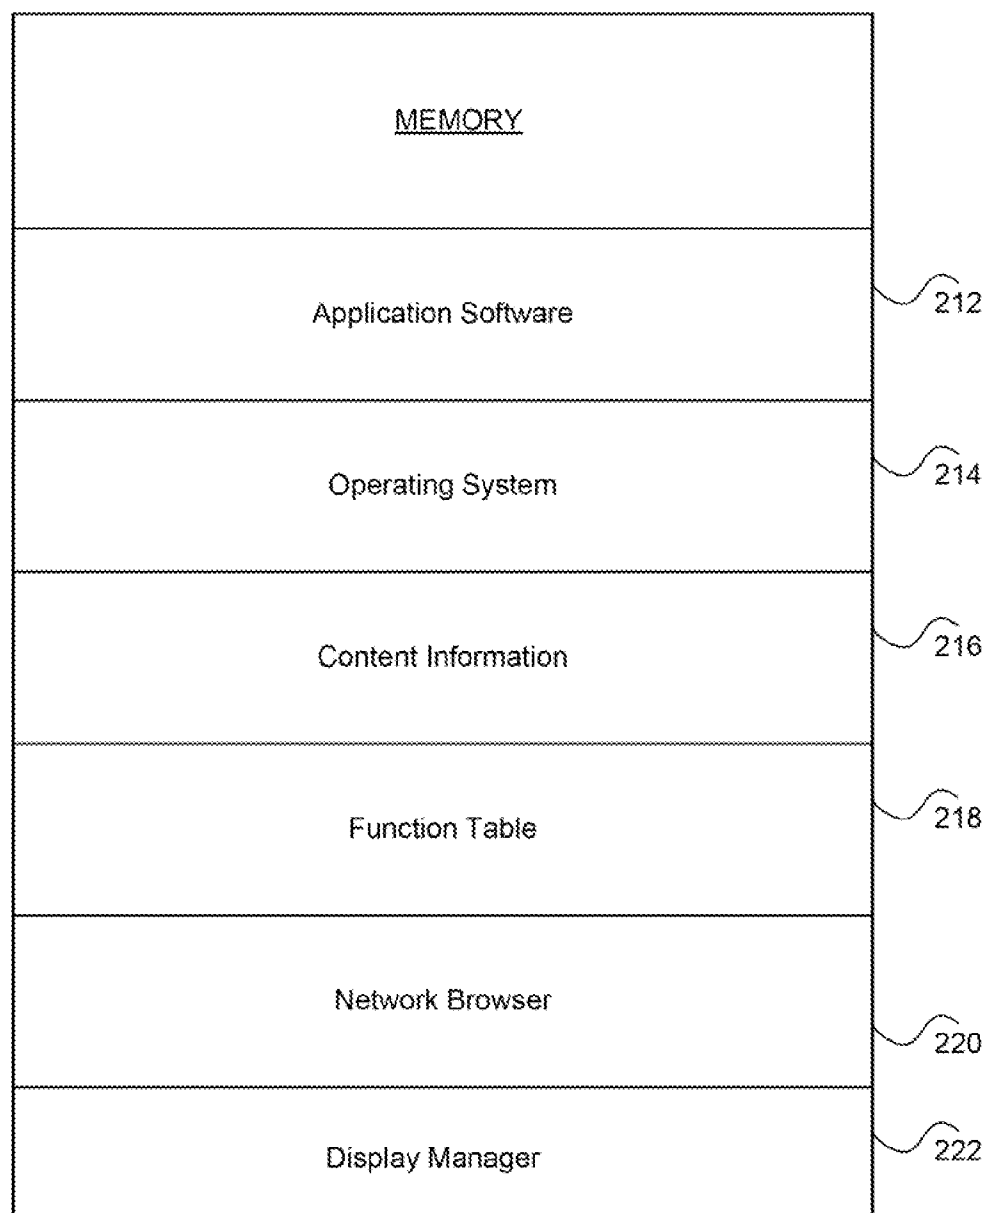 MEMORY
Application Software
212
Operating System
214
Content Information
216
Function Table
218
Network Browser
220
Display Manager
222